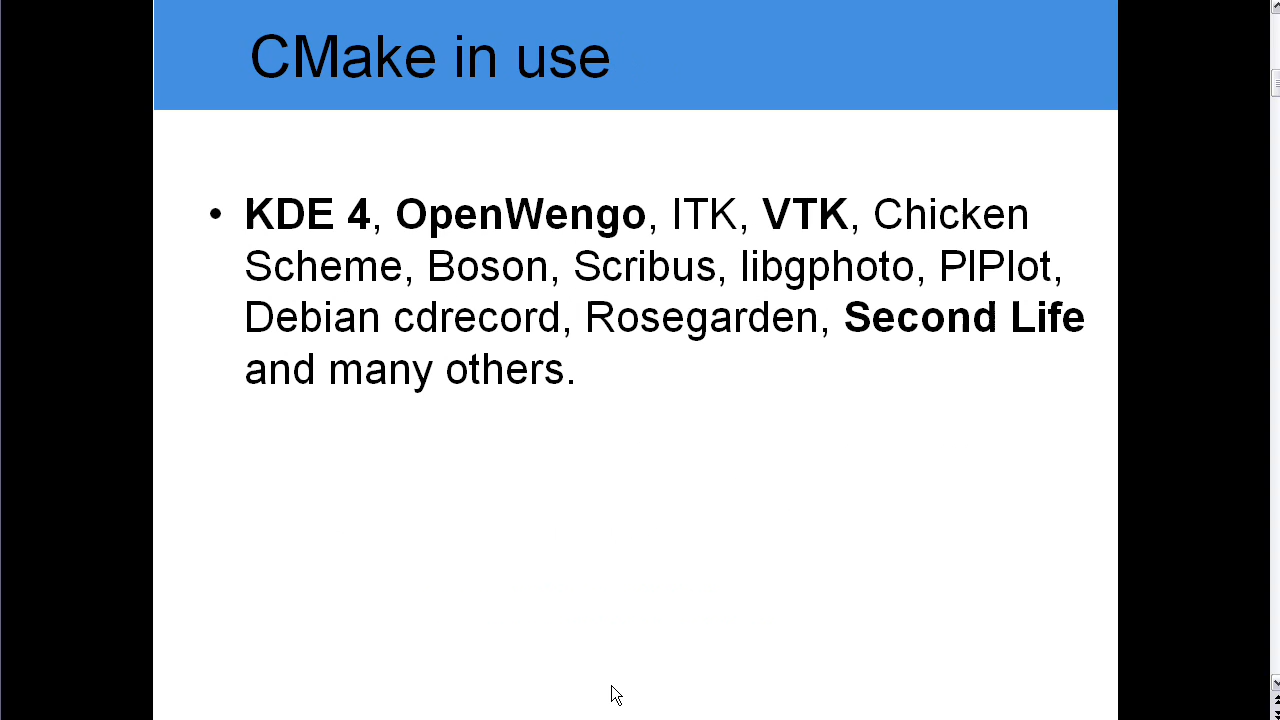 CMake in use
• KDE 4, OpenWengo, ITK, VTK, Chicken
Scheme, Boson, Scribus, libgphoto, PlPlot,
Debian cdrecord, Rosegarden, Second Life
and many others.